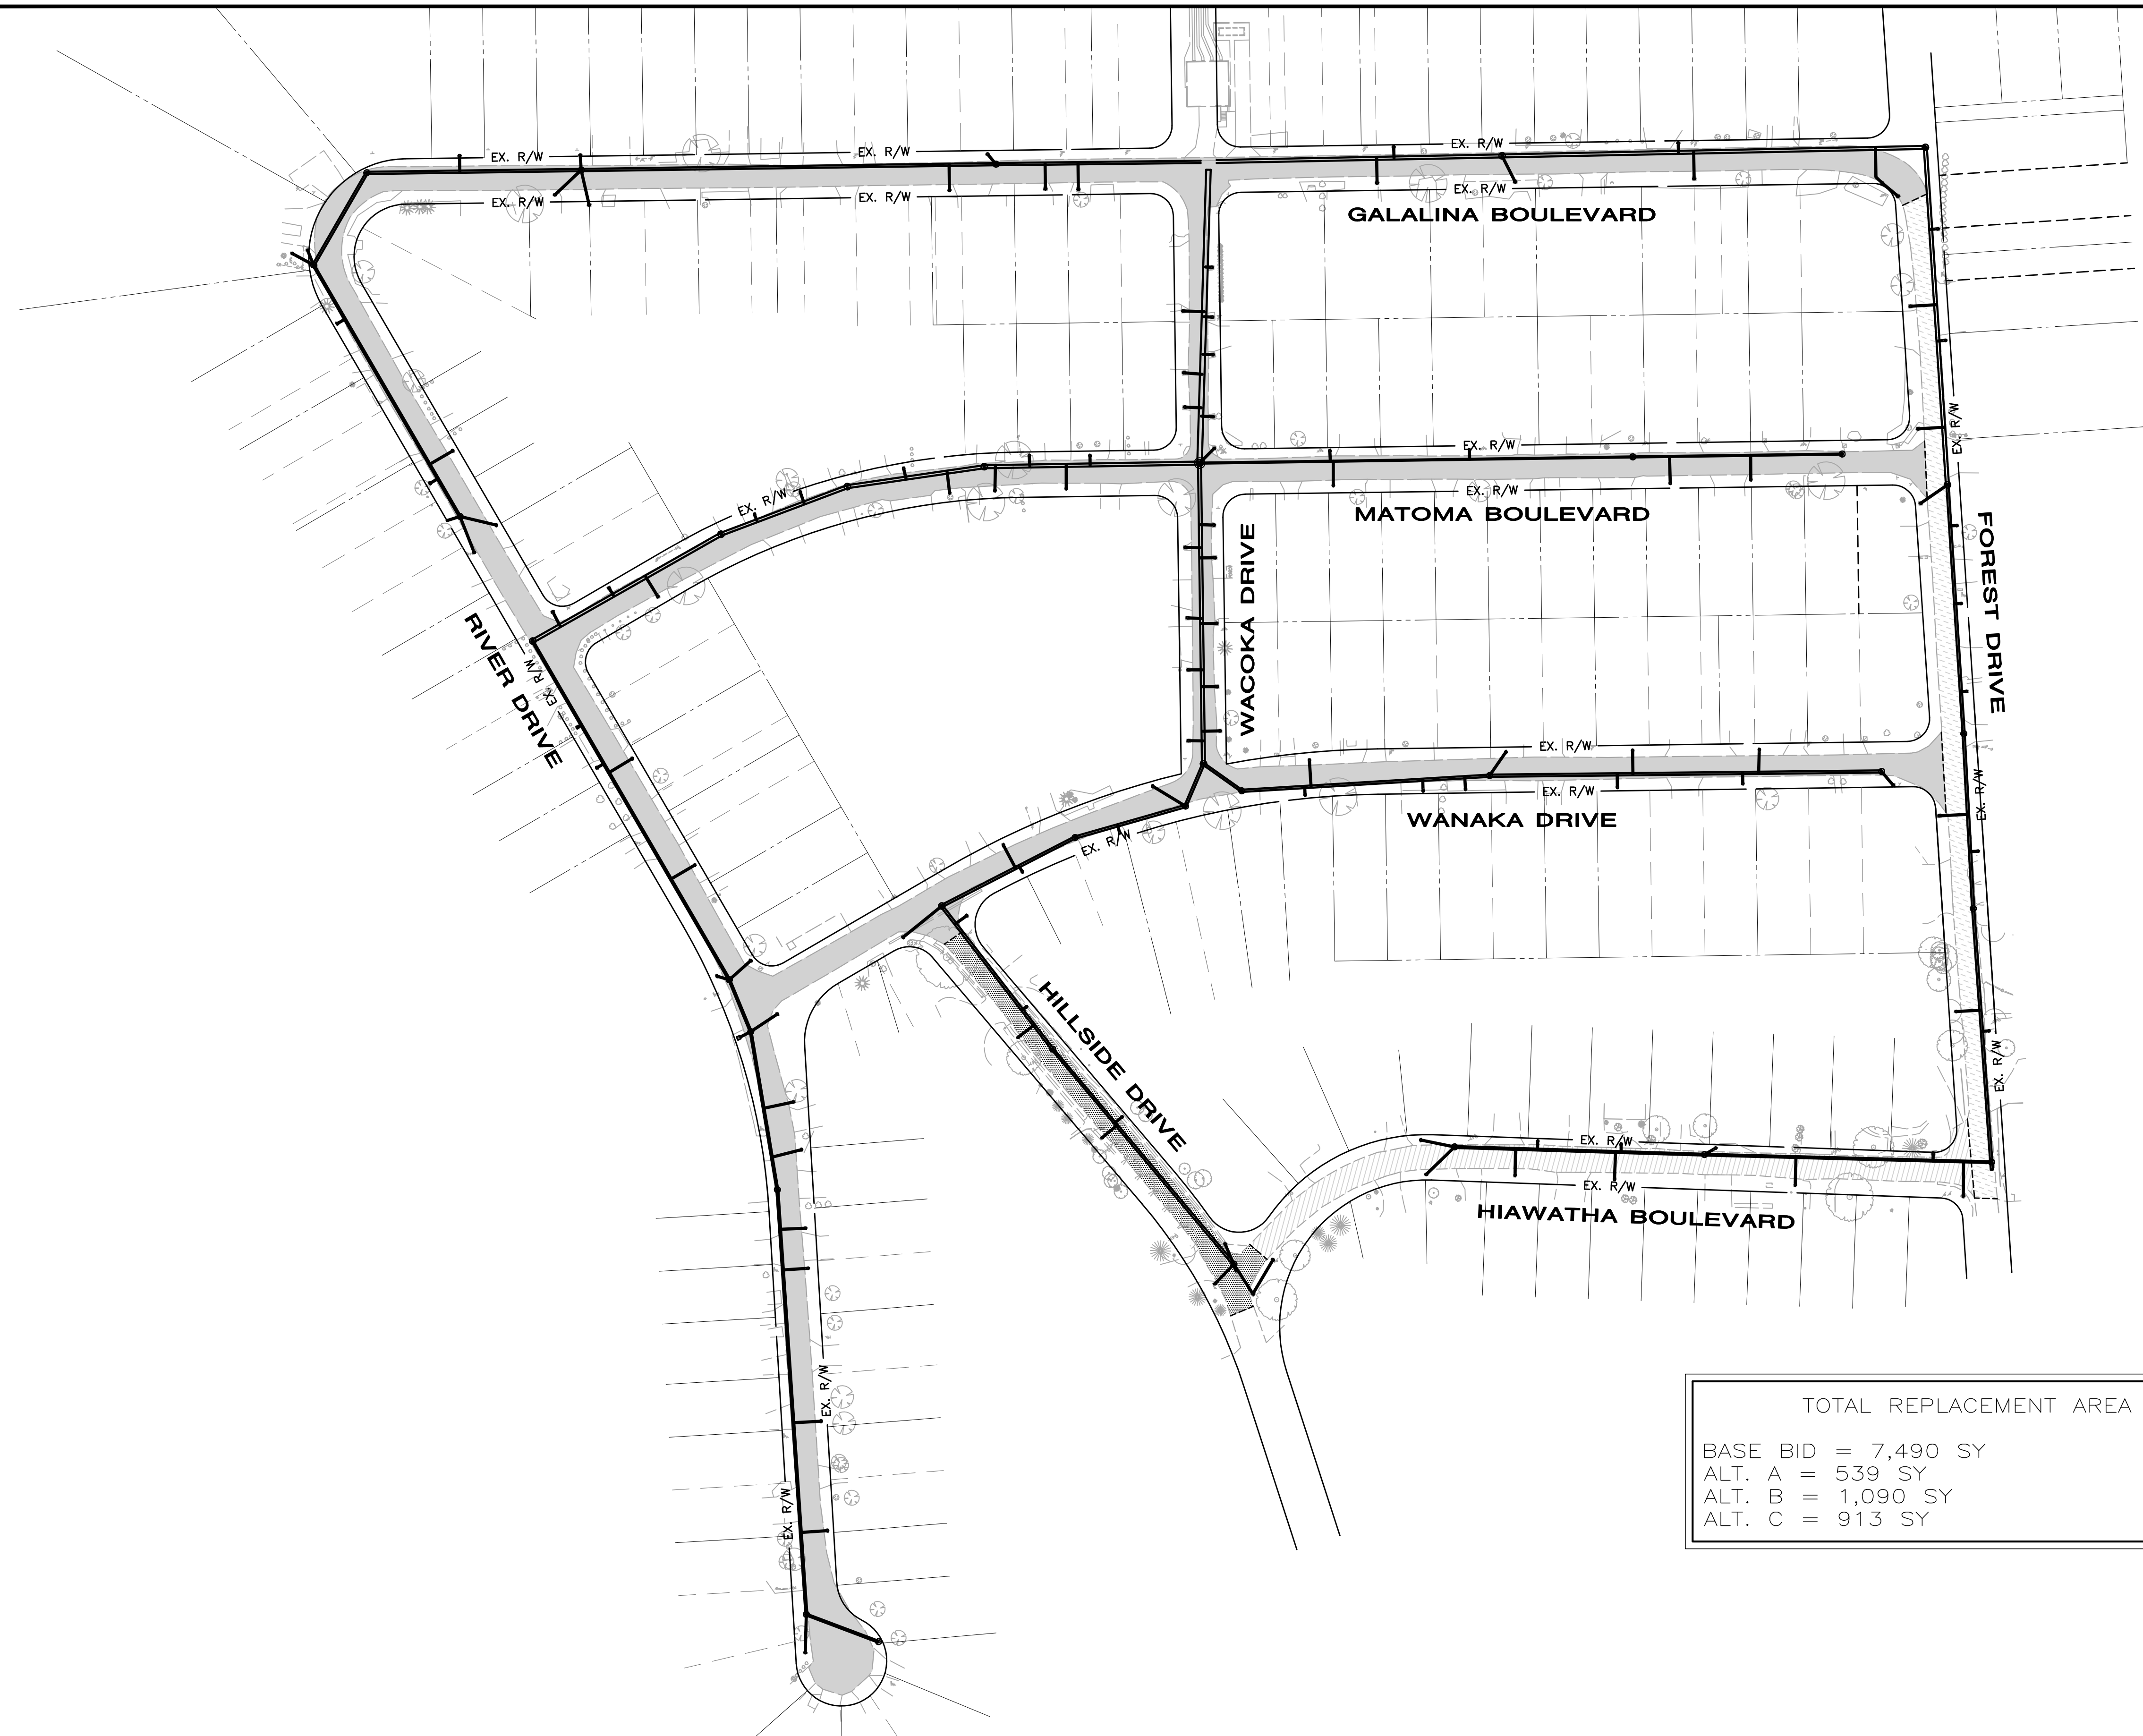 EX. R/W
EX. R/W
EX. R/W
EX. R/W
EX. R/W
EX. R/W
GALALINA BOULEVARD
EX. R/W
EX. R/W
EX. R/W
EX. R/W
MATOMA BOULEVARD
FOREST DRIVE
WACOKA DRIVE
RIVER DRIVE
EX. R/W
EX. R/W
EX. R/W
EX. R/W
WANAKA DRIVE
EX. R/W
HILLSIDE DRIVE
EX. R/W
EX. R/W
EX. R/W
HIAWATHA BOULEVARD
EX. R/W
EX. R/W
TOTAL REPLACEMENT AREA
BASE BID = 7,490 SY
ALT. A = 539 SY
ALT. B = 1,090 SY
ALT. C = 913 SY